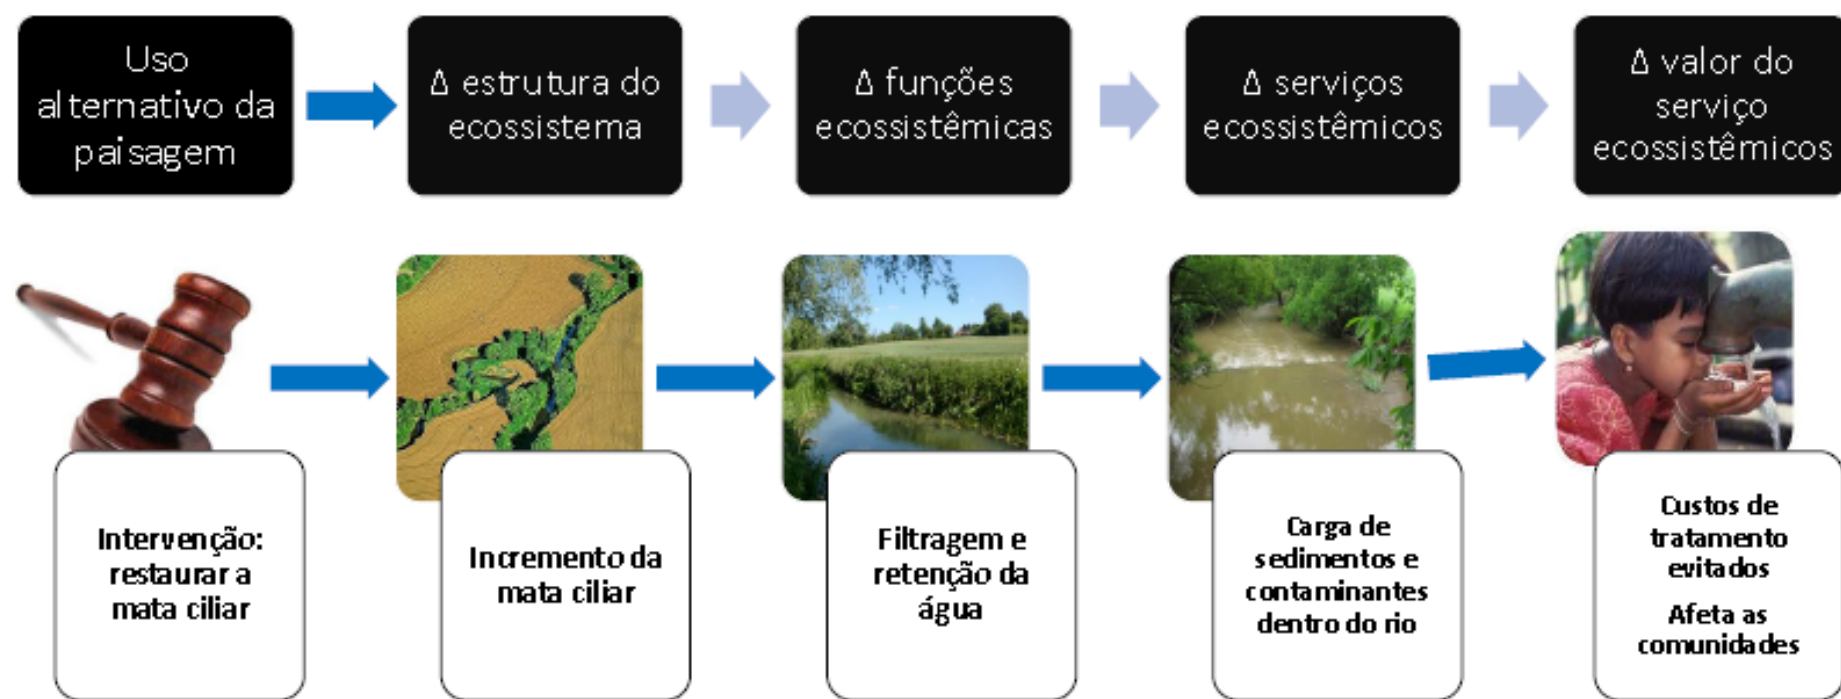 Uso
alternativo da
paisagem
Δ estrutura do
ecossistema
Δ funções
ecossistêmicas
Δ serviços
ecossistêmicos
Δ valor do
serviço
ecossistêmicos
Intervenção:
restaurar a
mata ciliar
Incremento da
mata ciliar
Filtragem e
retenção da
água
Carga de
sedimentos e
contaminantes
dentro do rio
Custos de
tratamento
evitados
Afeta as
comunidades